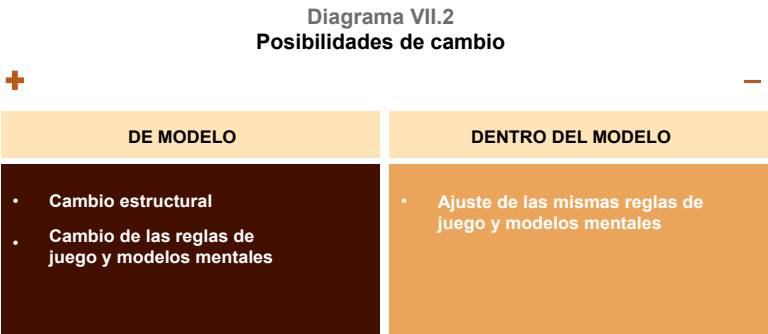 Diagrama VII.2
Posibilidades de cambio
+ –
DE MODELO
DENTRO DEL MODELO
• Cambio estructural
• Cambio de las reglas de
juego y modelos mentales
• Ajuste de las mismas reglas de
juego y modelos mentales